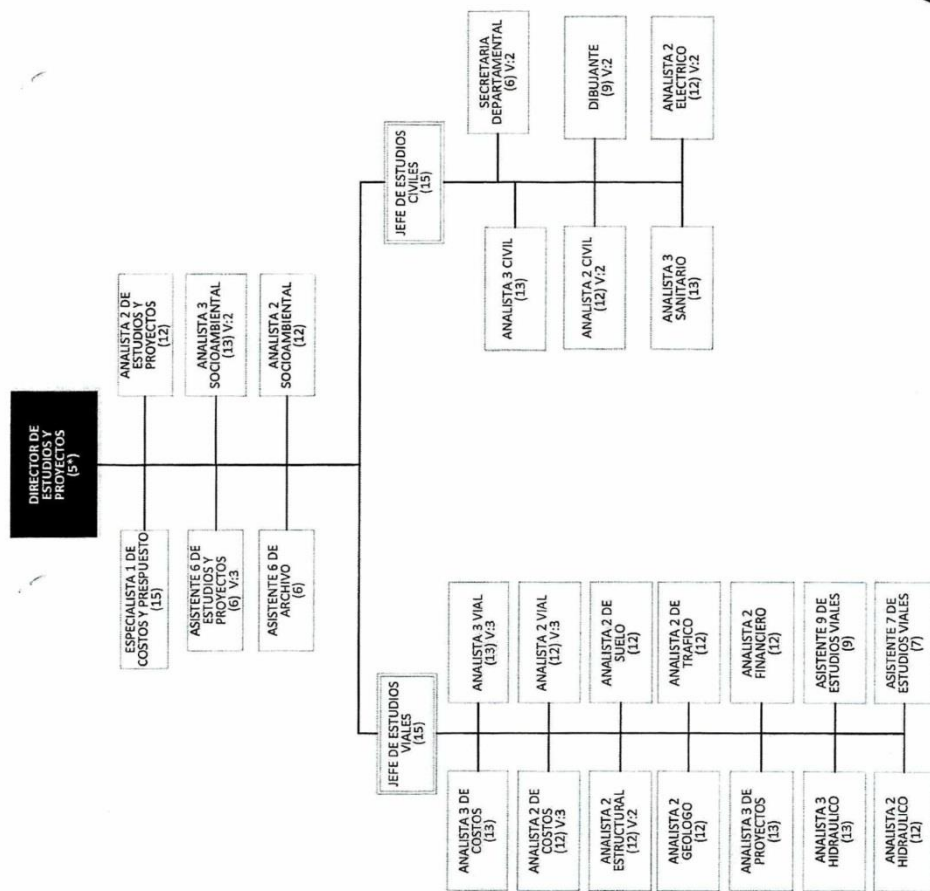 DIRECTOR DE
ESTUDIOS Y
PROYECTOS
(5*)
ESPECIALISTA 1 DE
COSTOS Y PRESPUESTO
(15)
ANALISTA 2 DE
ESTUDIOS Y
PROYECTOS
(12)
ASISTENTE 6 DE
ESTUDIOS Y
PROYECTOS
(6) V:3
ANALISTA 3
SOCIOAMBIENTAL
(13) V:2
ASISTENTE 6 DE
ARCHIVO
(6)
ANALISTA 2
SOCIOAMBIENTAL
(12)
JEFE DE ESTUDIOS
VIALES
(15)
ANALISTA 3 DE
COSTOS
(13)
ANALISTA 3 VIAL
(13) V:3
ANALISTA 2 DE
COSTOS
(12) V:3
ANALISTA 2 VIAL
(12) V:3
ANALISTA 2
ESTRUCTURAL
(12) V:2
ANALISTA 2 DE
SUELO
(12)
ANALISTA 2
GEOLOGO
(12)
ANALISTA 2 DE
TRAFICO
(12)
ANALISTA 3 DE
PROYECTOS
(13)
ANALISTA 2
FINANCIERO
(12)
ANALISTA 3
HIDRAULICO
(13)
ASISTENTE 9 DE
ESTUDIOS VIALES
(9)
ANALISTA 2
HIDRAULICO
(12)
ASISTENTE 7 DE
ESTUDIOS VIALES
(7)
JEFE DE ESTUDIOS
CIVILES
(15)
SECRETARIA
DEPARTAMENTAL
(6) V:2
ANALISTA 3 CIVIL
(13)
DIBUJANTE
(9) V:2
ANALISTA 2 CIVIL
(12) V:2
ANALISTA 2
ELECTRICO
(12) V:2
ANALISTA 3
SANITARIO
(13)